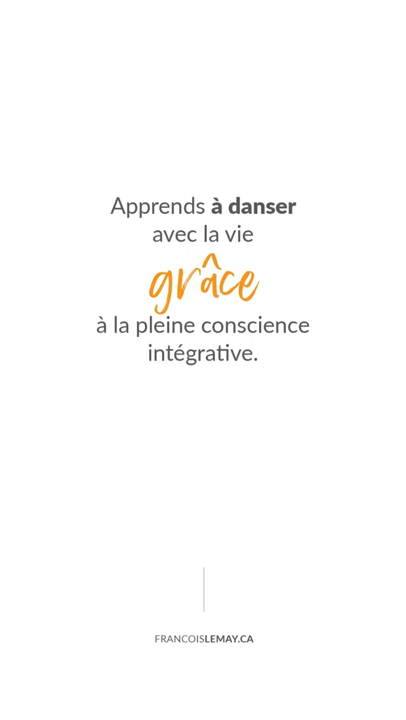 Apprends à danser
avec la vie
grâce
à la pleine conscience
intégrative.
FRANCOISLEMAY.CA